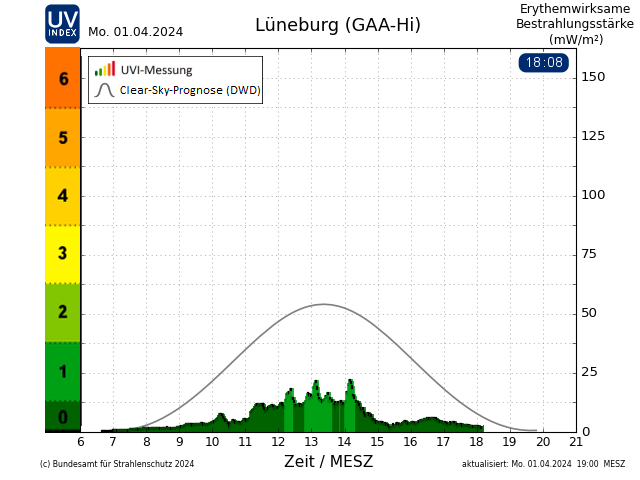 UV
INDEX
Mo. 01.04.2024
Lüneburg (GAA-Hi)
Erythemwirksame
Bestrahlungsstärke
(mW/m²)
18:08
UVI-Messung
Clear-Sky-Prognose (DWD)
6
5
4
3
2
1
0
150
125
100
75
50
25
0
6 7 8 9 10 11 12 13 14 15 16 17 18 19 20 21
Zeit / MESZ
(c) Bundesamt für Strahlenschutz 2024
aktualisiert: Mo. 01.04.2024 19:00 MESZ